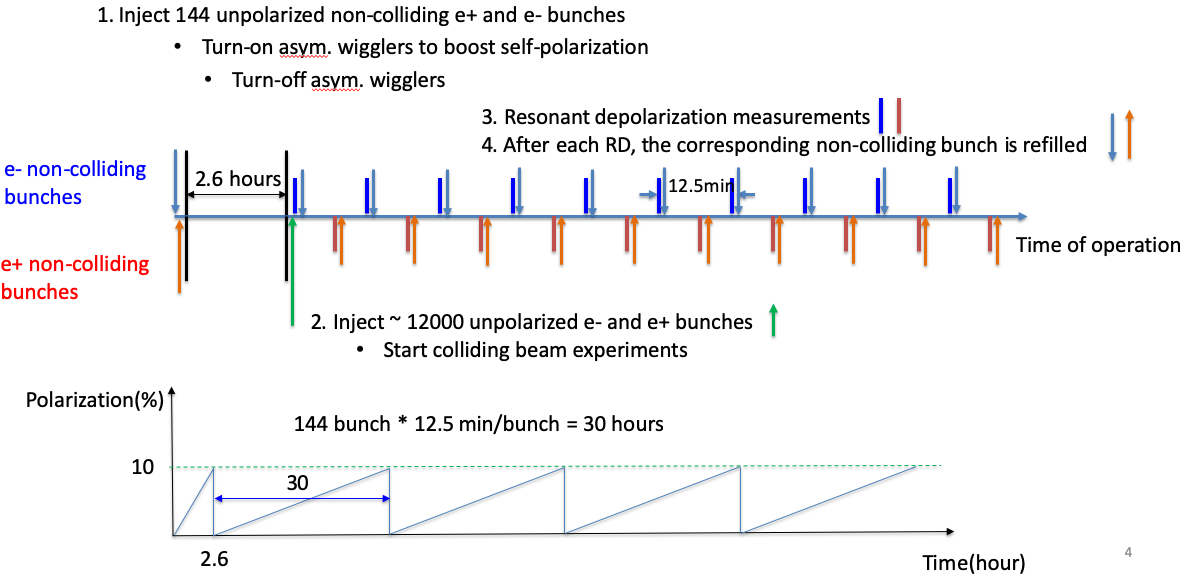 1. Inject 144 unpolarized non-colliding e+ and e- bunches
• Turn-on asym. wigglers to boost self-polarization
• Turn-off asym. wigglers
3. Resonant depolarization measurements
4. After each RD, the corresponding non-colliding bunch is refilled
e- non-colliding
bunches
2.6 hours
12.5min
e+ non-colliding
bunches
Time of operation
2. Inject ~ 12000 unpolarized e- and e+ bunches
• Start colliding beam experiments
Polarization(%)
144 bunch * 12.5 min/bunch = 30 hours
10
30
2.6
Time(hour)
4